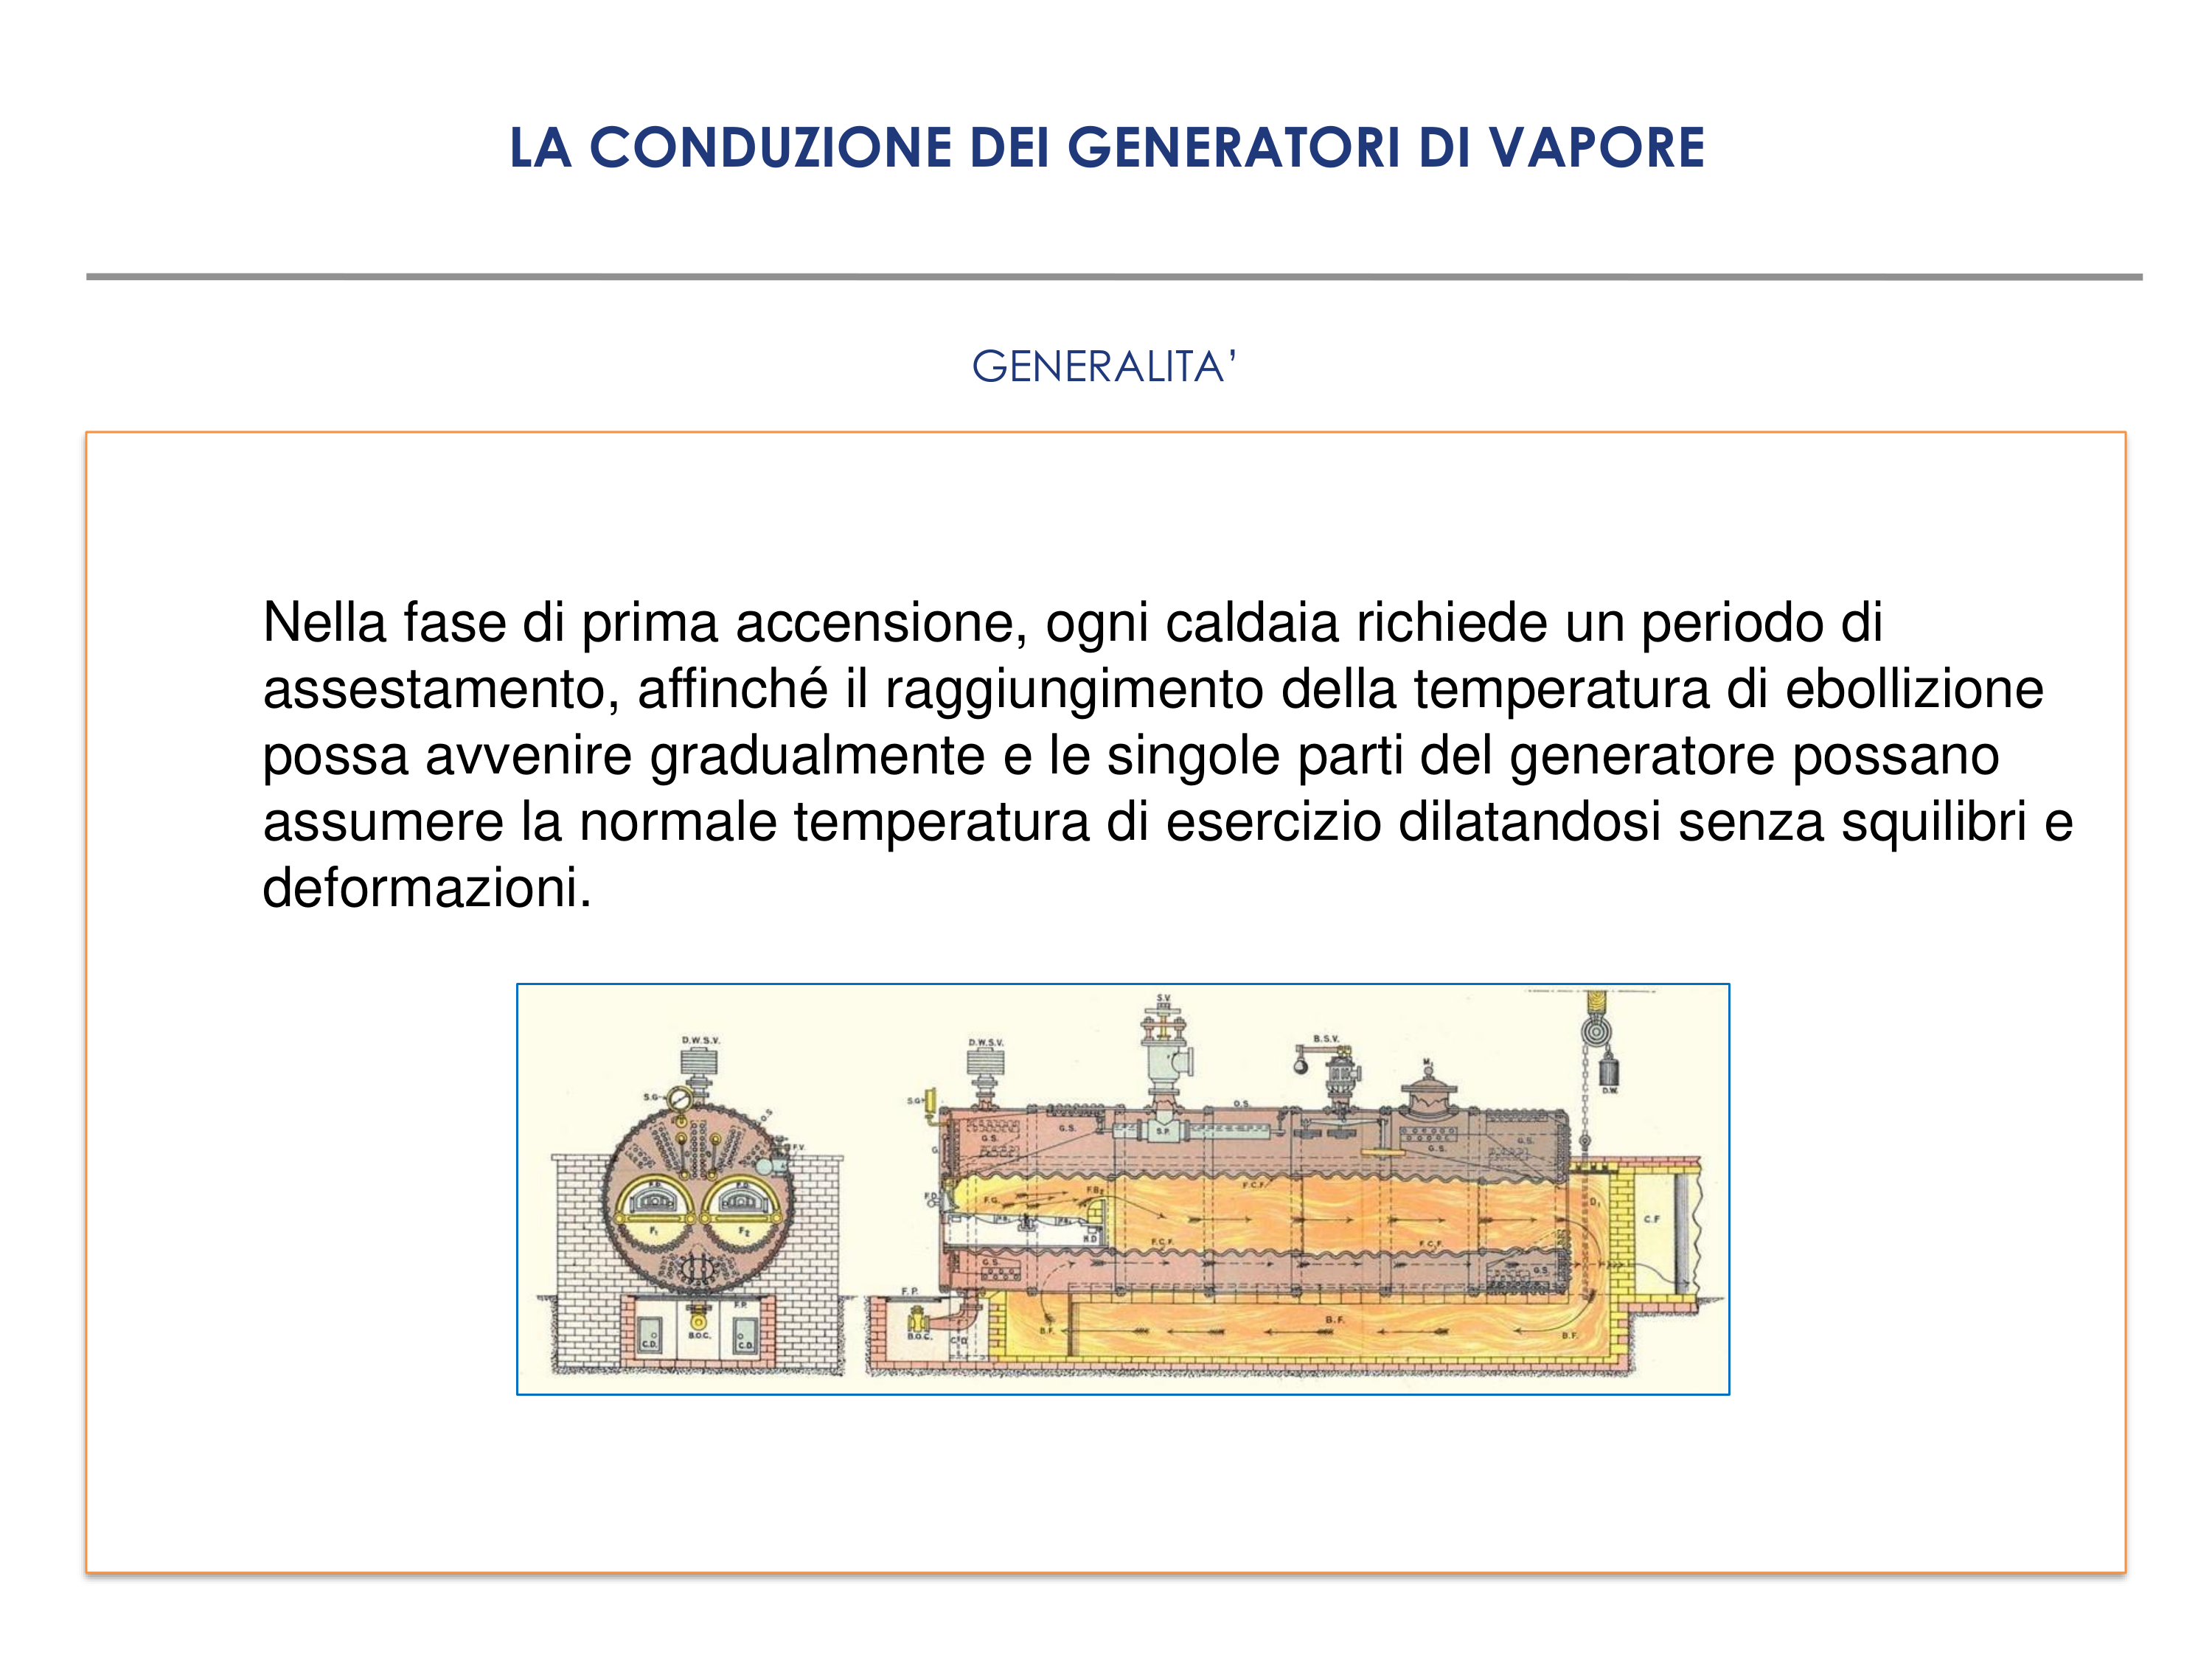 LA CONDUZIONE DEI GENERATORI DI VAPORE
GENERALITA’
Nella fase di prima accensione, ogni caldaia richiede un periodo di
assestamento, affinché il raggiungimento della temperatura di ebollizione
possa avvenire gradualmente e le singole parti del generatore possano
assumere la normale temperatura di esercizio dilatandosi senza squilibri e
deformazioni.
S.V.
D.W.S.V.
D.W.S.V.
B.S.V.
M
D.W.
S.G.
S.G.
O.S.
G.S.
G.S.
S.P.
G.S.
G.S.
F.V.
F.D.
F.D.
F.D.
F.G.
F.C.F.
F1
F2
D1
C.F
H.D
F.C.F.
F.C.F.
G.S.
G.S.
F.P.
F.P.
B.O.C.
B.O.C.
C.D.
C.D.
B.F.
B.F.
B.F.